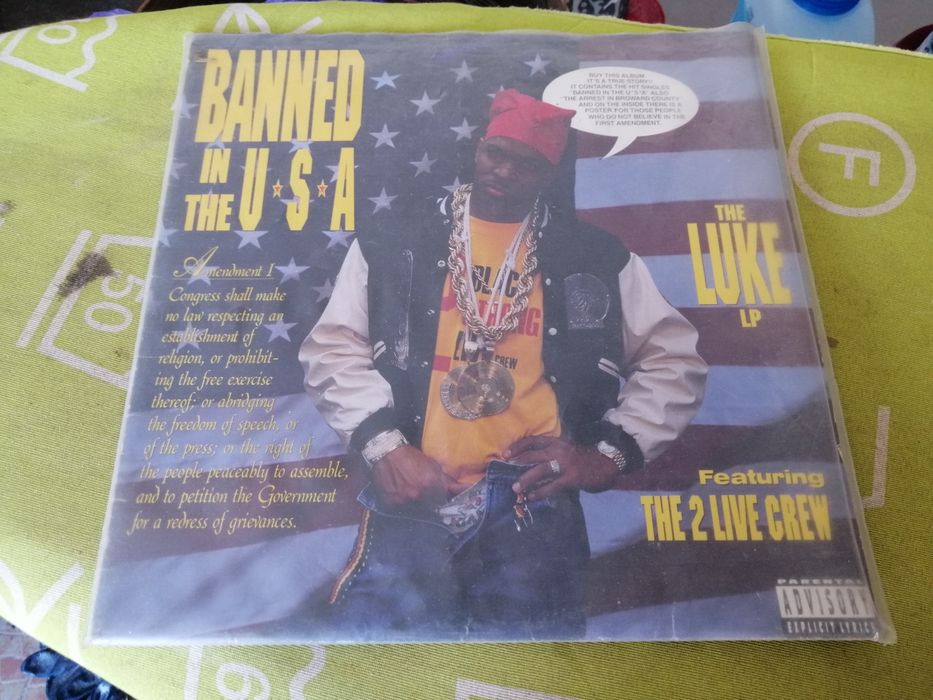 BANNED
IN
THE U★S★A
Amendment I
Congress shall make
no law respecting an
establishment of
religion, or prohibit-
ing the free exercise
thereof; or abridging
the freedom of speech, or
of the press; or the right of
the people peaceably to assemble,
and to petition the Government
for a redress of grievances.
BUY THIS ALBUM.
IT'S A TRUE STORY!!
IT CONTAINS THE HIT SINGLES
"BANNED IN THE U*S*A" ALSO
"THE ARREST IN BROWARD COUNTY"
AND ON THE INSIDE THERE IS A
POSTER FOR THOSE PEOPLE
WHO DO NOT BELIEVE IN THE
FIRST AMENDMENT.
THE
LUKE
LP
CREW
Featuring
THE 2 LIVE CREW
PARENTAL
ADVISORY
EXPLICIT LYRICS
F
50